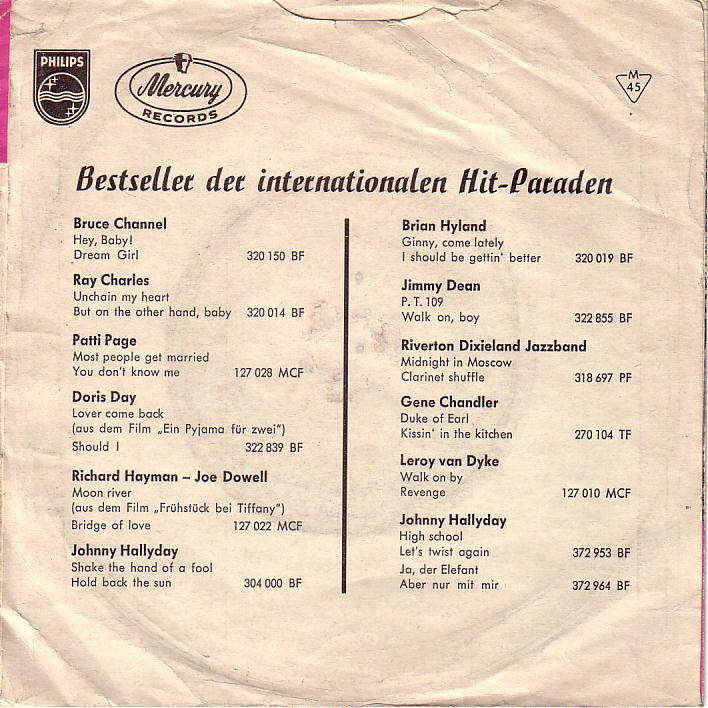 PHILIPS
Mercury
RECORDS
M
45
Bestseller der internationalen Hit-Paraden
Bruce Channel
Hey, Baby!
Dream Girl 320 150 BF
Ray Charles
Unchain my heart
But on the other hand, baby 320 014 BF
Patti Page
Most people get married
You don't know me 127 028 MCF
Doris Day
Lover come back
(aus dem Film „Ein Pyjama für zwei“)
Should I 322 839 BF
Richard Hayman – Joe Dowell
Moon river
(aus dem Film „Frühstück bei Tiffany“)
Bridge of love 127 022 MCF
Johnny Hallyday
Shake the hand of a fool
Hold back the sun 304 000 BF
Brian Hyland
Ginny, come lately
I should be gettin' better 320 019 BF
Jimmy Dean
P. T. 109
Walk on, boy 322 855 BF
Riverton Dixieland Jazzband
Midnight in Moscow
Clarinet shuffle 318 697 PF
Gene Chandler
Duke of Earl
Kissin' in the kitchen 270 104 TF
Leroy van Dyke
Walk on by
Revenge 127 010 MCF
Johnny Hallyday
High school
Let's twist again 372 953 BF
Ja, der Elefant
Aber nur mit mir 372 964 BF